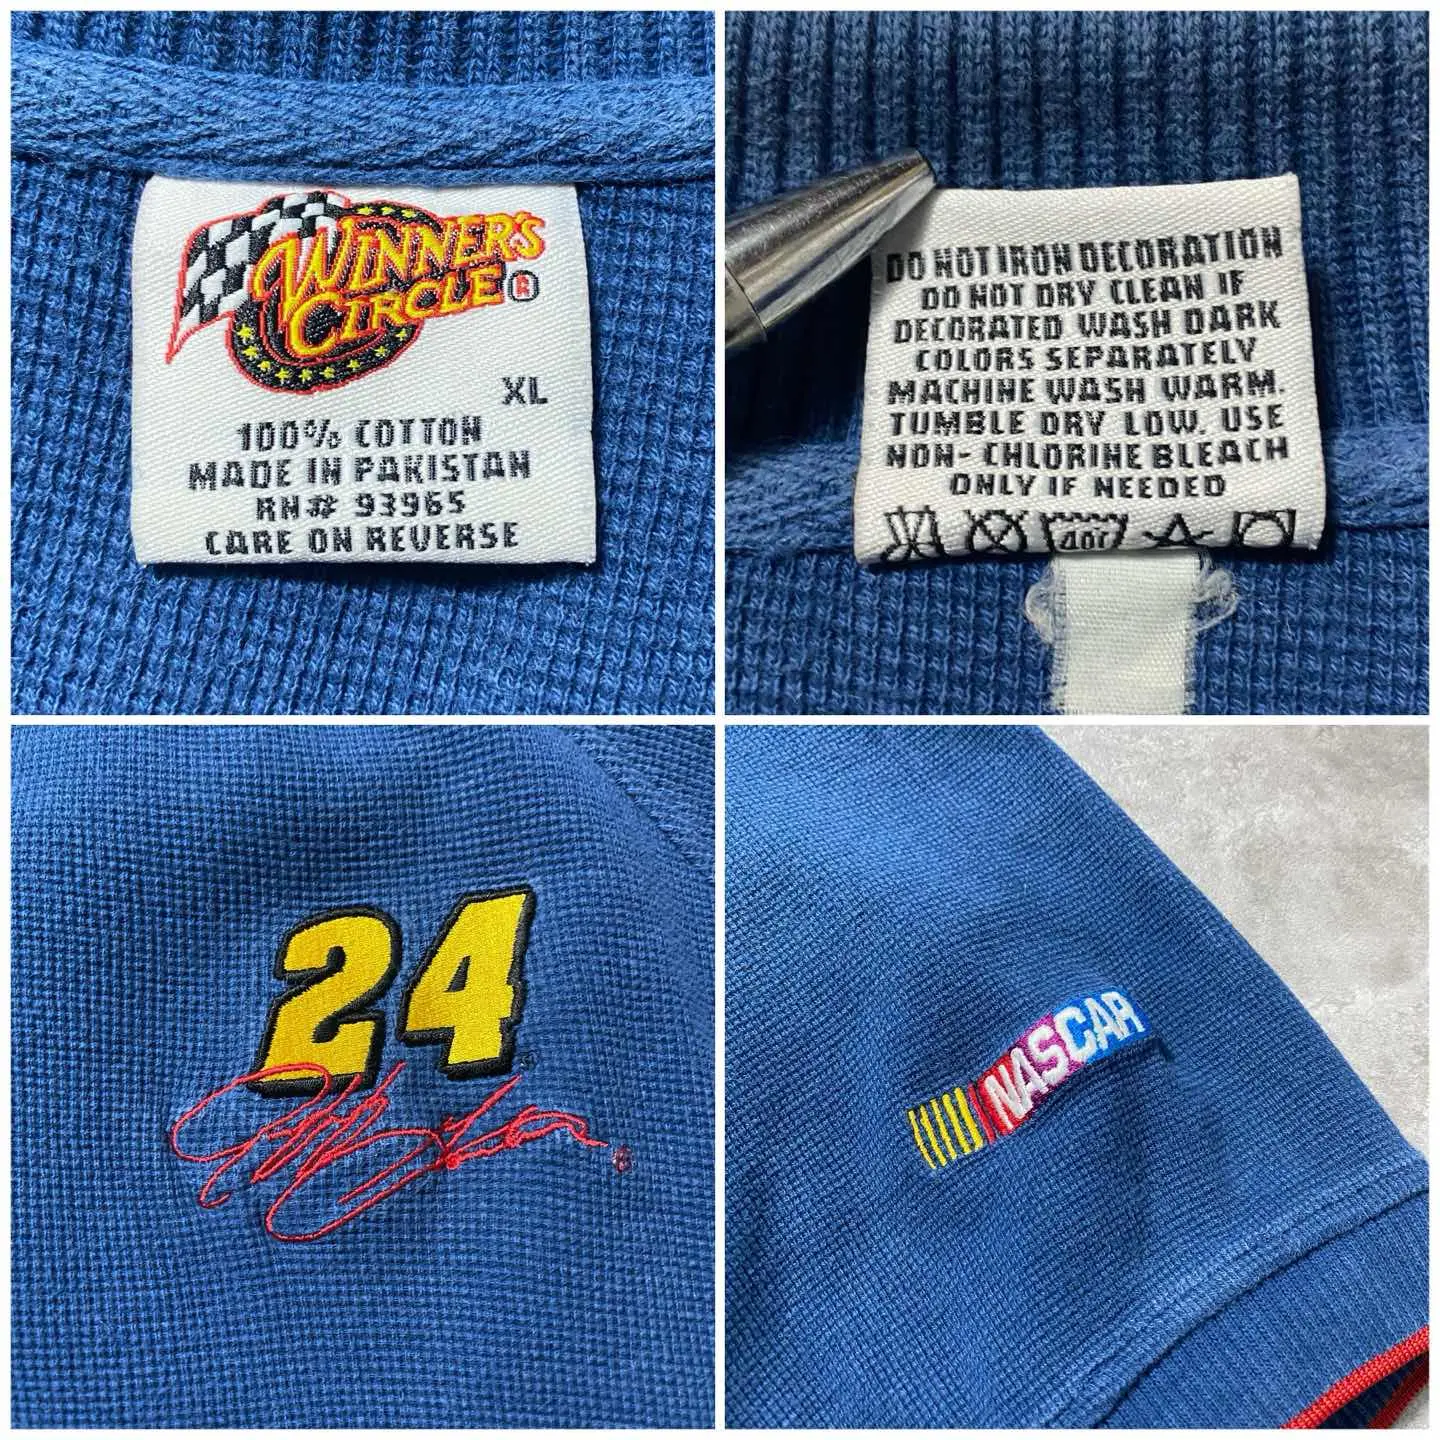 WINNER'S
CIRCLE®
XL
100% COTTON
MADE IN PAKISTAN
RN# 93965
CARE ON REVERSE
DO NOT IRON DECORATION
DO NOT DRY CLEAN IF
DECORATED WASH DARK
COLORS SEPARATELY
MACHINE WASH WARM.
TUMBLE DRY LOW. USE
NON- CHLORINE BLEACH
ONLY IF NEEDED
24
NASCAR